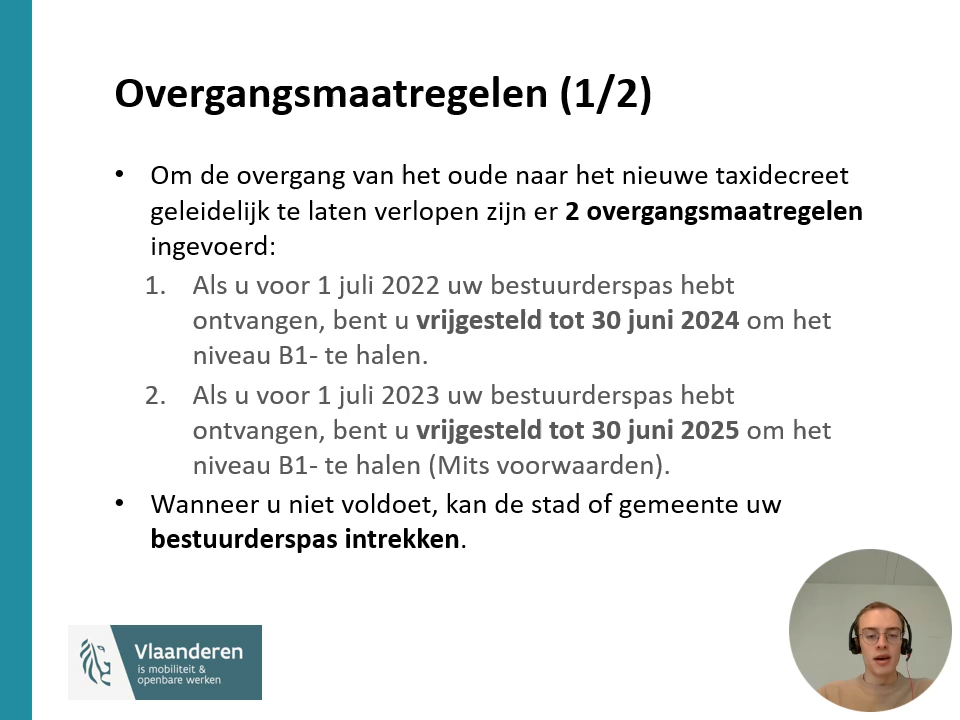 Overgangsmaatregelen (1/2)
• Om de overgang van het oude naar het nieuwe taxidecreet
geleidelijk te laten verlopen zijn er 2 overgangsmaatregelen
ingevoerd:
1. Als u voor 1 juli 2022 uw bestuurderspas hebt
ontvangen, bent u vrijgesteld tot 30 juni 2024 om het
niveau B1- te halen.
2. Als u voor 1 juli 2023 uw bestuurderspas hebt
ontvangen, bent u vrijgesteld tot 30 juni 2025 om het
niveau B1- te halen (Mits voorwaarden).
• Wanneer u niet voldoet, kan de stad of gemeente uw
bestuurderspas intrekken.
Vlaanderen
is mobiliteit &
openbare werken